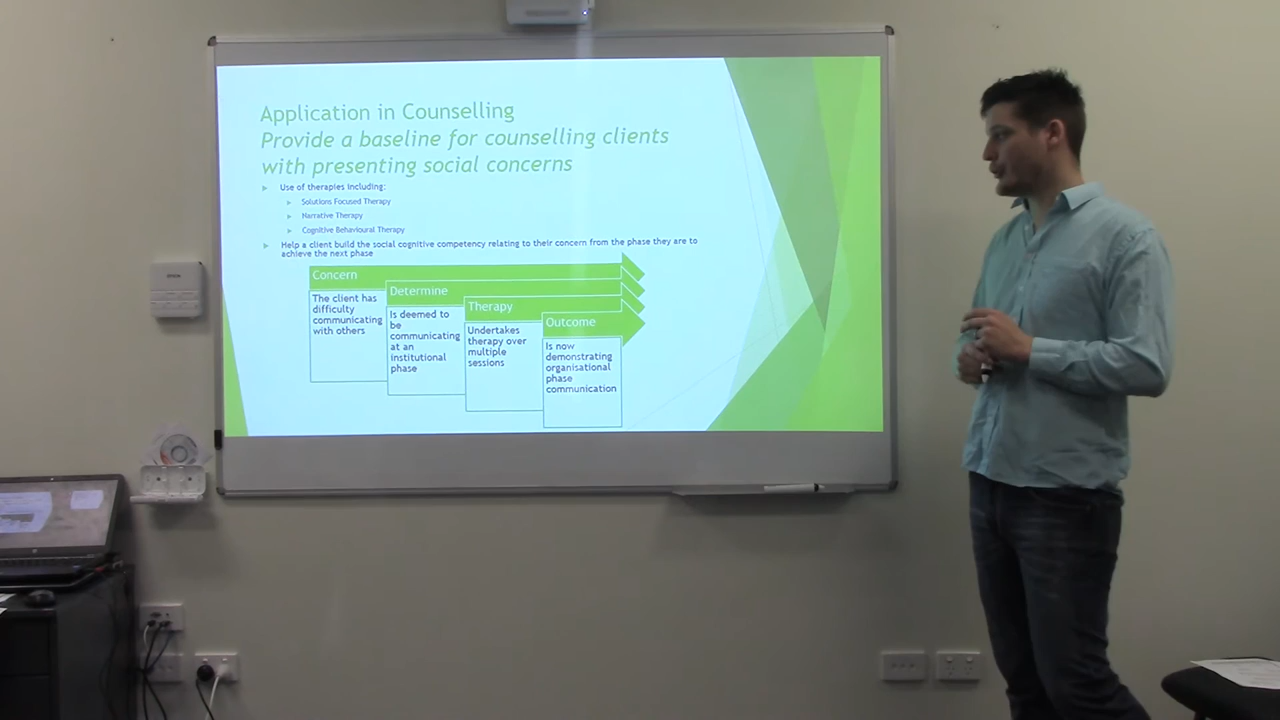 Application in Counselling
Provide a baseline for counselling clients
with presenting social concerns
Use of therapies including:
Solutions Focused Therapy
Narrative Therapy
Cognitive Behavioural Therapy
Help a client build the social cognitive competency relating to their concern from the phase they are to
achieve the next phase
Concern
The client has
difficulty
communicating
with others
Determine
Is deemed to
be
communicating
at an
institutional
phase
Therapy
Undertakes
therapy over
multiple
sessions
Outcome
Is now
demonstrating
organisational
phase
communication
EPSON